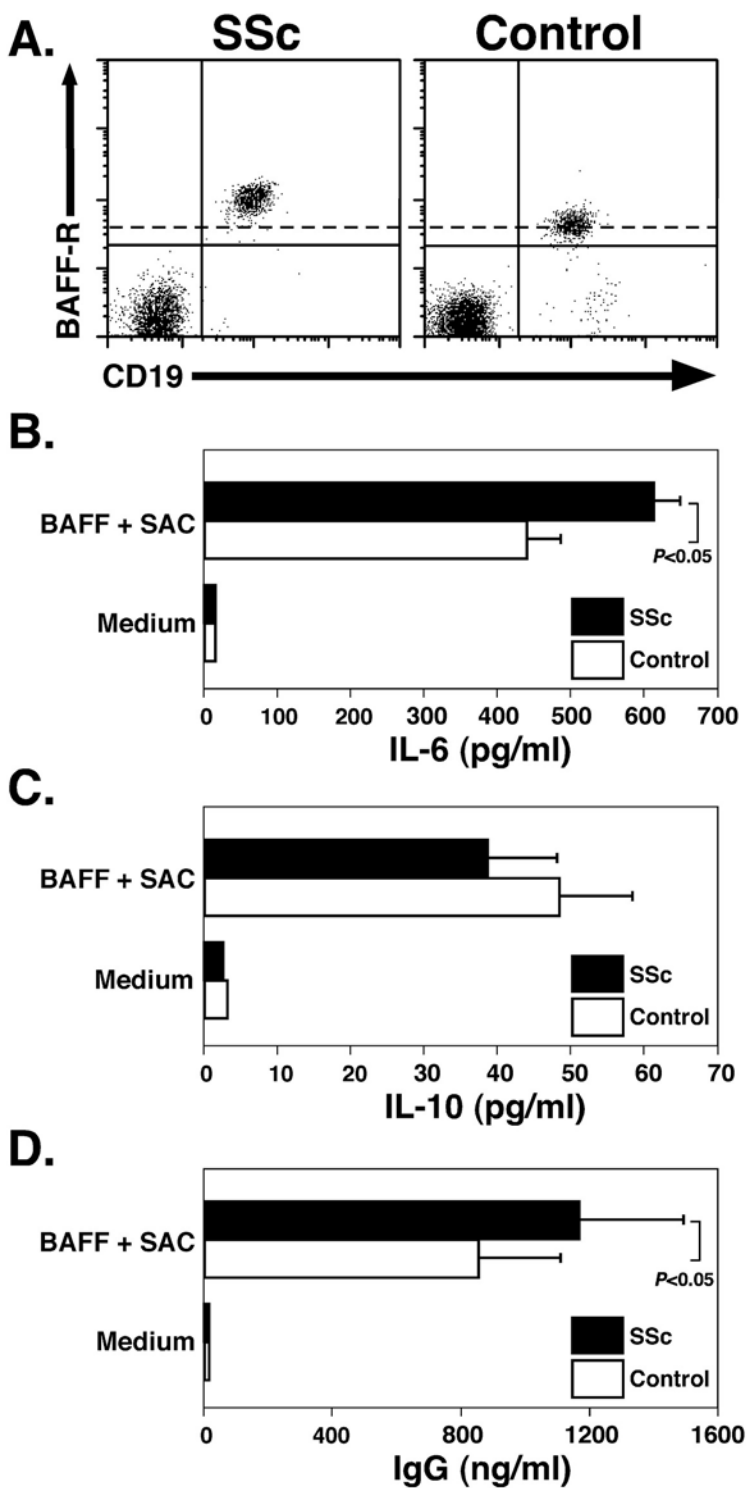 A.
SSc Control
BAFF-R
CD19
B.
BAFF + SAC
P<0.05
Medium
SSc
Control
0 100 200 300 400 500 600 700
IL-6 (pg/ml)
C.
BAFF + SAC
Medium
SSc
Control
0 10 20 30 40 50 60 70
IL-10 (pg/ml)
D.
BAFF + SAC
P<0.05
Medium
SSc
Control
0 400 800 1200 1600
IgG (ng/ml)